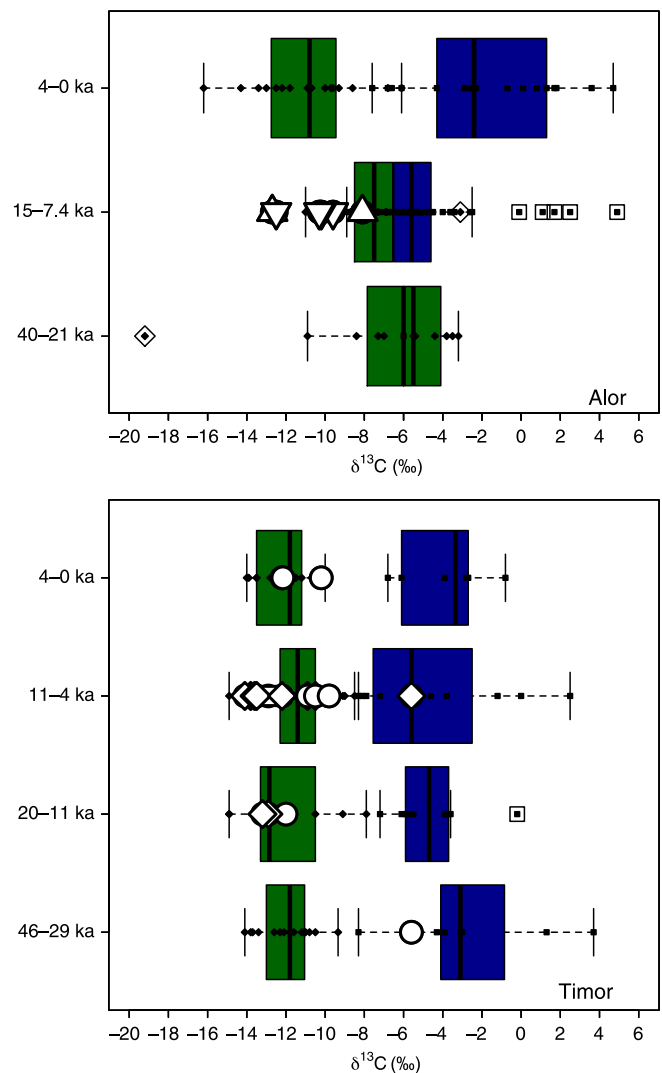 4–0 ka
15–7.4 ka
40–21 ka
Alor
−20 −18 −16 −14 −12 −10 −8 −6 −4 −2 0 2 4 6
δ¹³C (‰)
4–0 ka
11–4 ka
20–11 ka
46–29 ka
Timor
−20 −18 −16 −14 −12 −10 −8 −6 −4 −2 0 2 4 6
δ¹³C (‰)